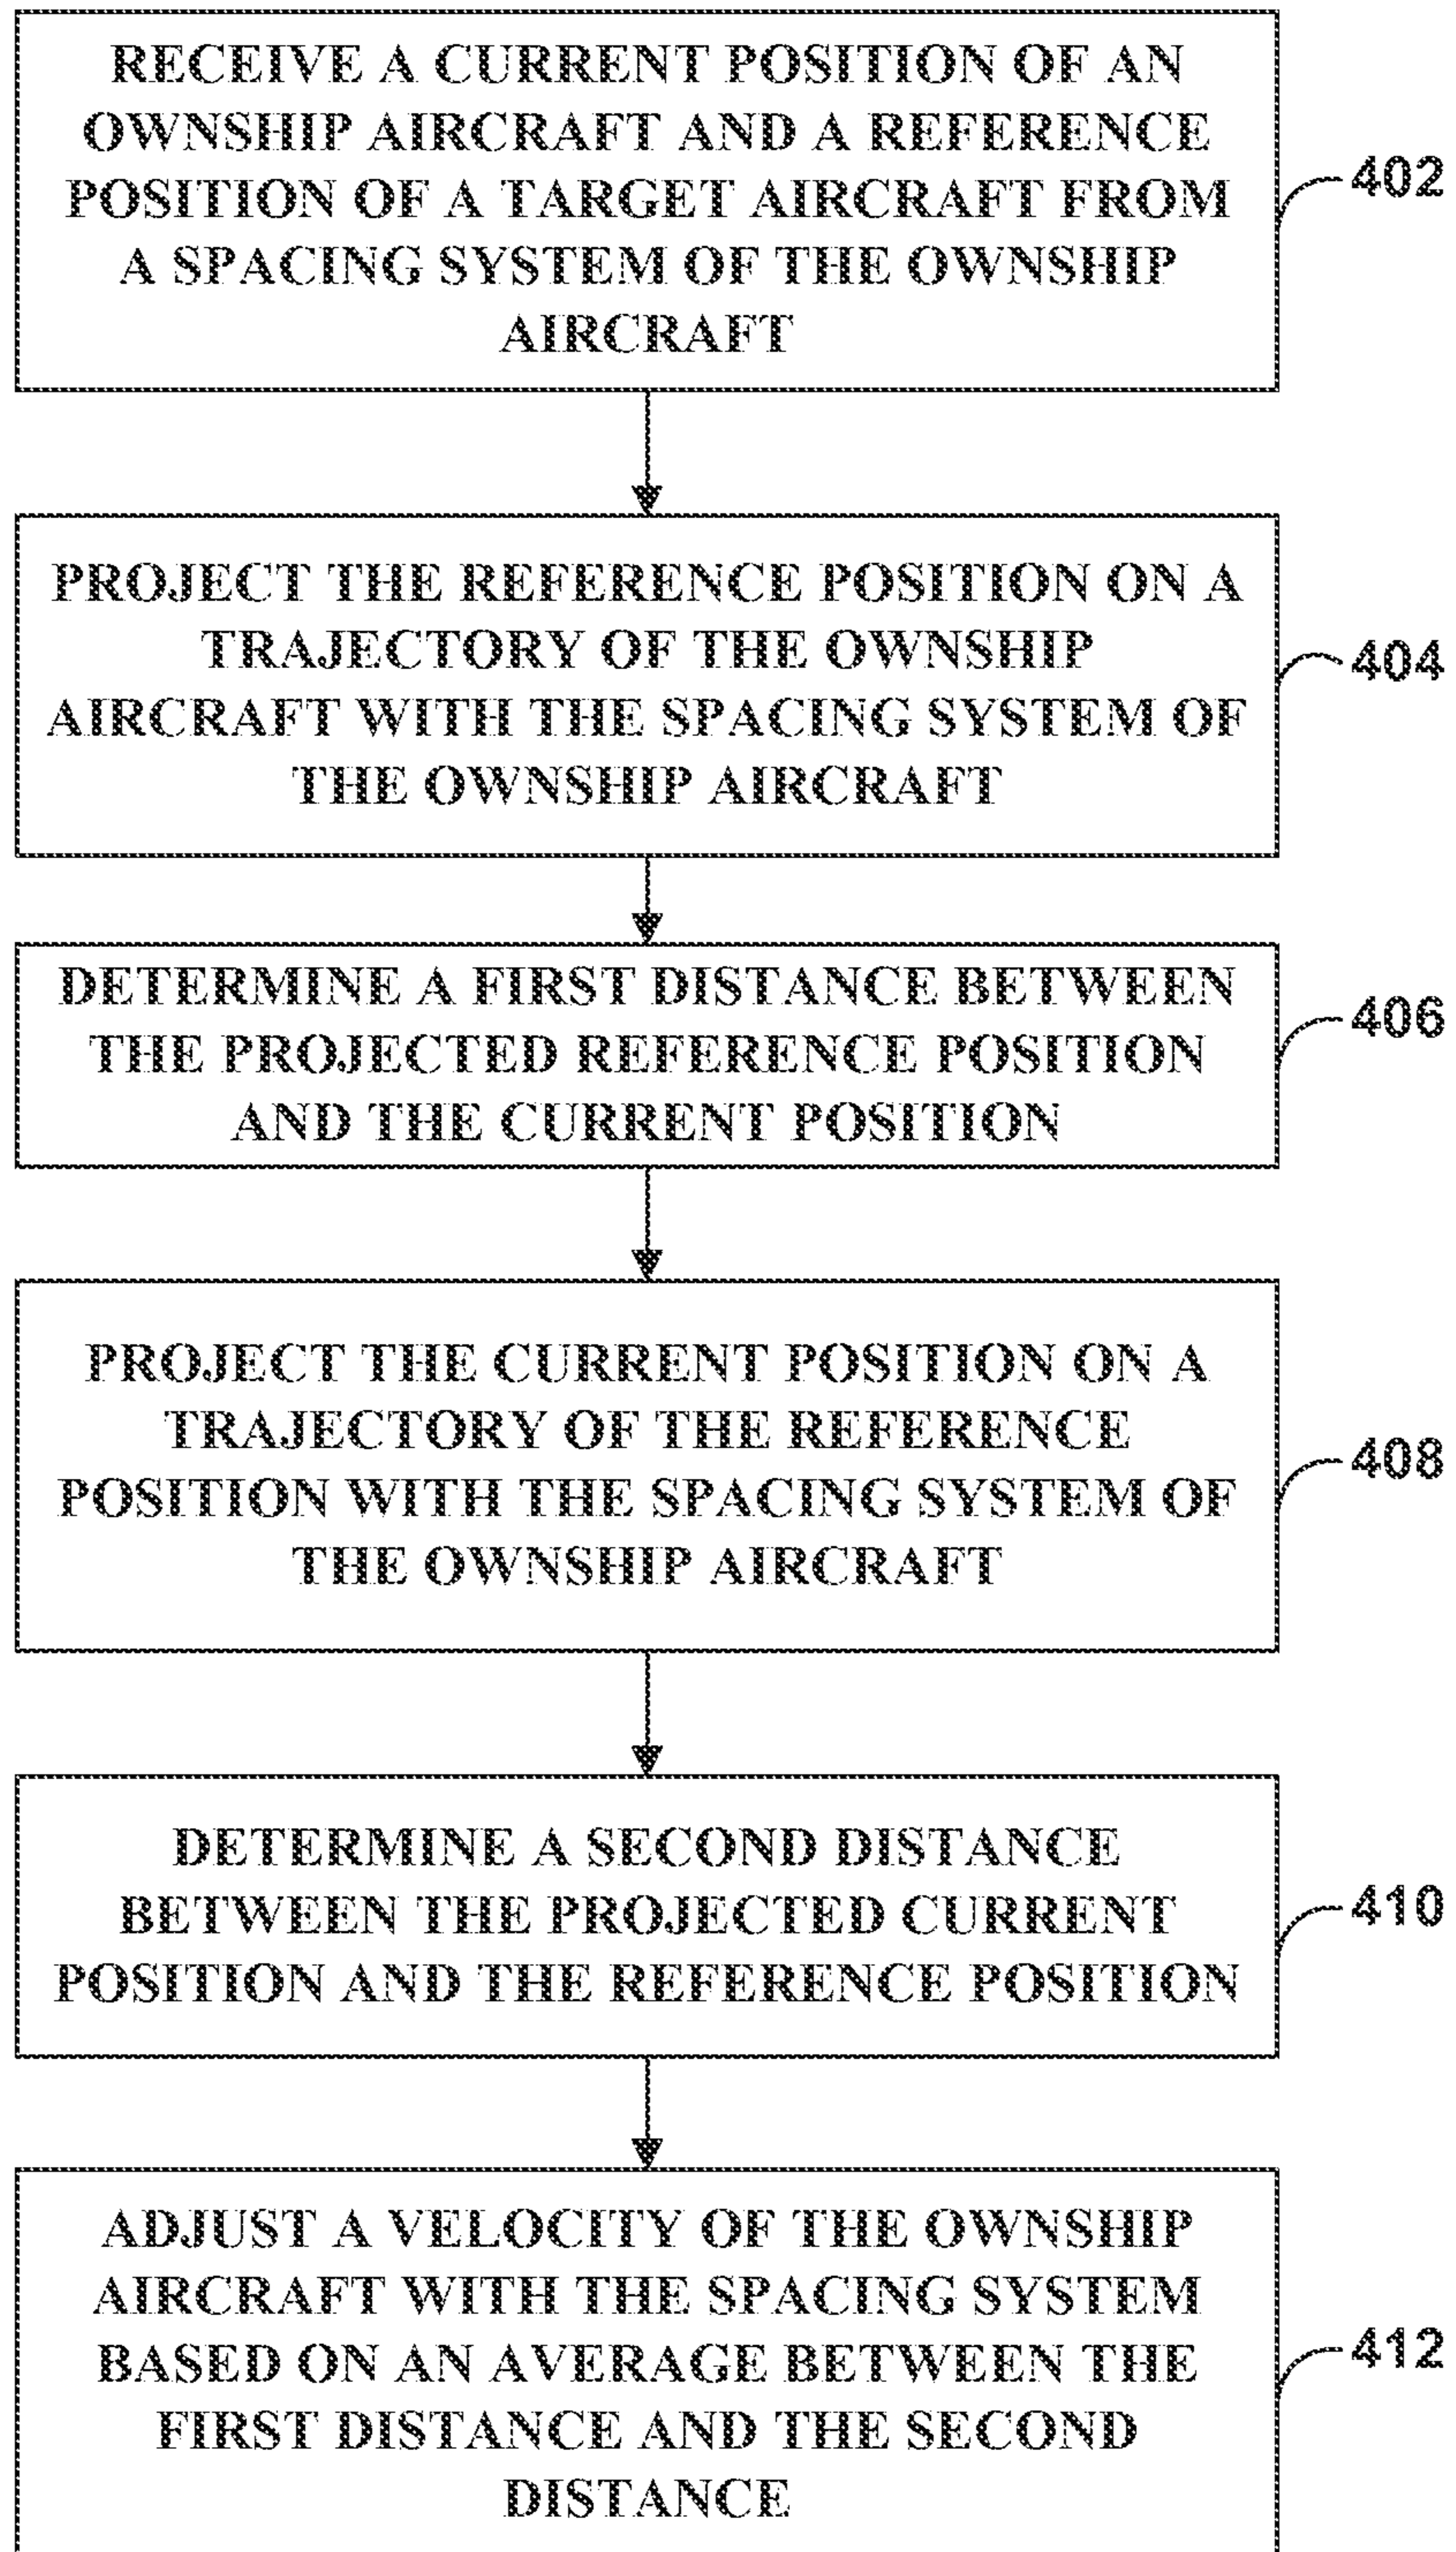 RECEIVE A CURRENT POSITION OF AN
OWNSHIP AIRCRAFT AND A REFERENCE
POSITION OF A TARGET AIRCRAFT FROM
A SPACING SYSTEM OF THE OWNSHIP
AIRCRAFT
402
PROJECT THE REFERENCE POSITION ON A
TRAJECTORY OF THE OWNSHIP
AIRCRAFT WITH THE SPACING SYSTEM OF
THE OWNSHIP AIRCRAFT
404
DETERMINE A FIRST DISTANCE BETWEEN
THE PROJECTED REFERENCE POSITION
AND THE CURRENT POSITION
406
PROJECT THE CURRENT POSITION ON A
TRAJECTORY OF THE REFERENCE
POSITION WITH THE SPACING SYSTEM OF
THE OWNSHIP AIRCRAFT
408
DETERMINE A SECOND DISTANCE
BETWEEN THE PROJECTED CURRENT
POSITION AND THE REFERENCE POSITION
410
ADJUST A VELOCITY OF THE OWNSHIP
AIRCRAFT WITH THE SPACING SYSTEM
BASED ON AN AVERAGE BETWEEN THE
FIRST DISTANCE AND THE SECOND
DISTANCE
412